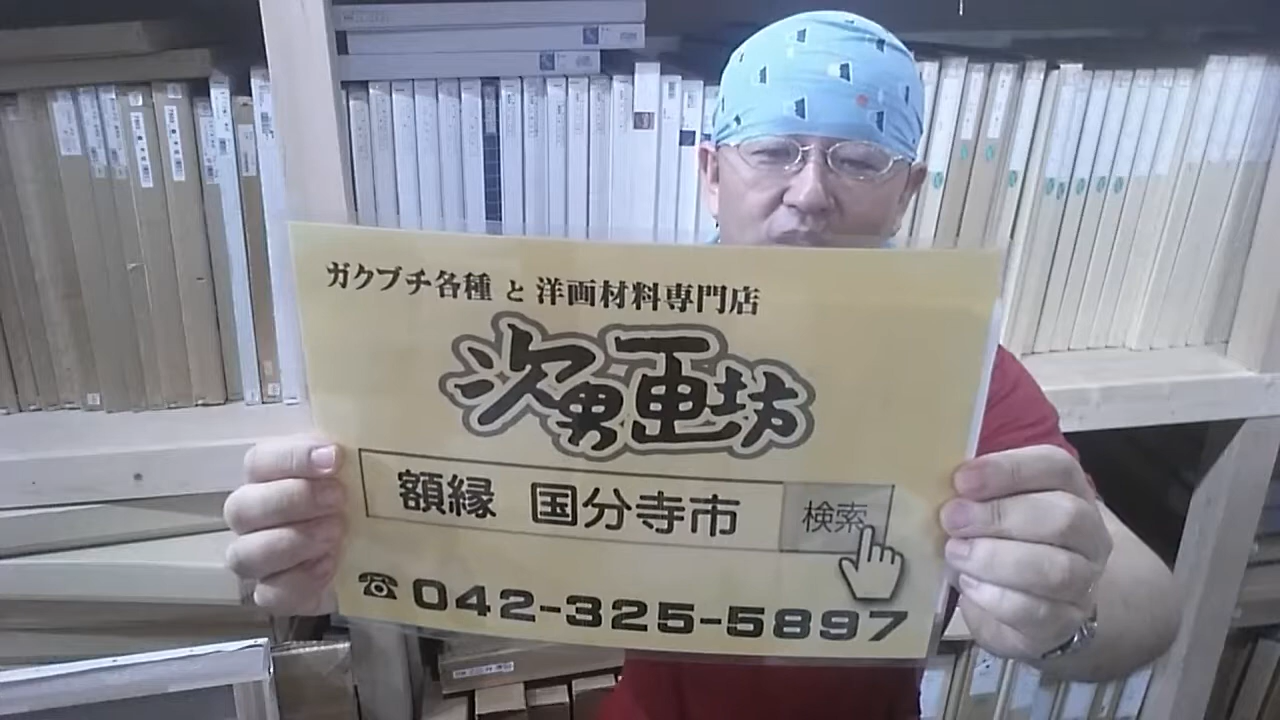 ガクブチ各種 と 洋画材料専門店
次男画坊
額縁 国分寺市 検索
☎042-325-5897